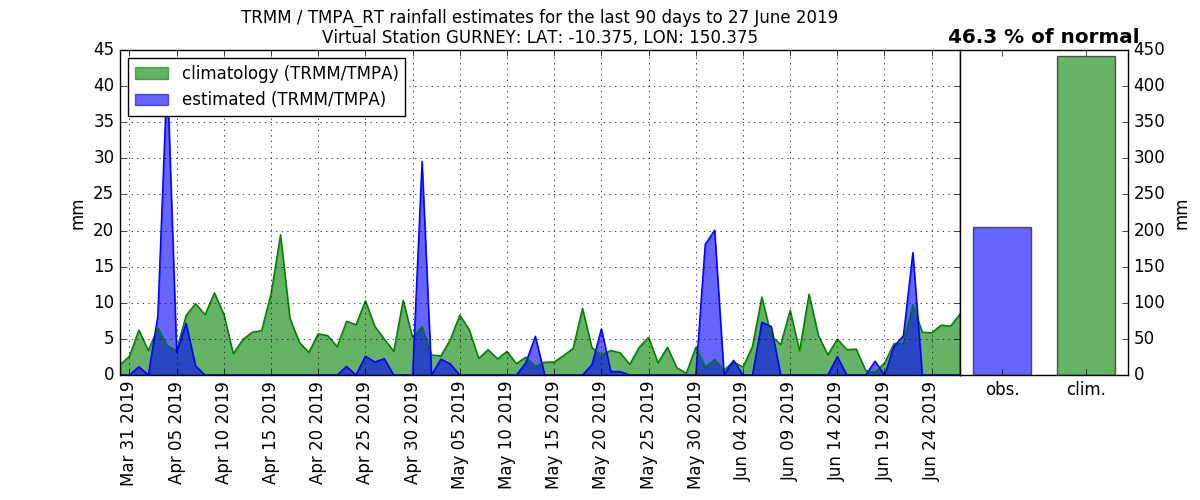 TRMM / TMPA_RT rainfall estimates for the last 90 days to 27 June 2019
Virtual Station GURNEY: LAT: -10.375, LON: 150.375
46.3 % of normal
climatology (TRMM/TMPA)
estimated (TRMM/TMPA)
45
40
35
30
25
20
15
10
5
0
mm
Mar 31 2019
Apr 05 2019
Apr 10 2019
Apr 15 2019
Apr 20 2019
Apr 25 2019
Apr 30 2019
May 05 2019
May 10 2019
May 15 2019
May 20 2019
May 25 2019
May 30 2019
Jun 04 2019
Jun 09 2019
Jun 14 2019
Jun 19 2019
Jun 24 2019
obs.
clim.
450
400
350
300
250
200
150
100
50
0
mm